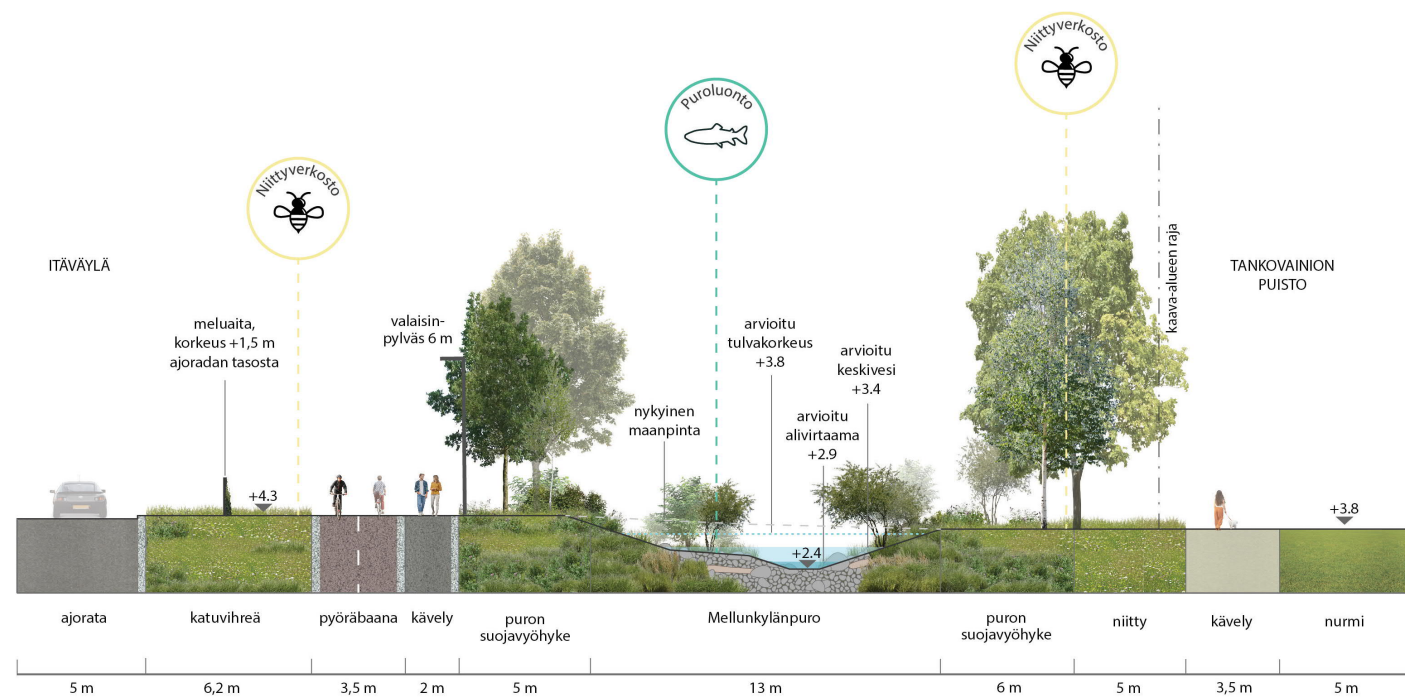 Niittyverkosto
Puroluonto
Niittyverkosto
ITÄVÄYLÄ
TANKOVAINION
PUISTO
kaava-alueen raja
meluaita,
korkeus +1,5 m
ajoradan tasosta
valaisin-
pylväs 6 m
arvioitu
tulvakorkeus
+3.8
arvioitu
keskivesi
+3.4
nykyinen
maanpinta
arvioitu
alivirtaama
+2.9
+4.3
+2.4
+3.8
ajorata
katuvihreä
pyöräbaana
kävely
puron
suojavyöhyke
Mellunkylänpuro
puron
suojavyöhyke
niitty
kävely
nurmi
5 m
6,2 m
3,5 m
2 m
5 m
13 m
6 m
5 m
3,5 m
5 m